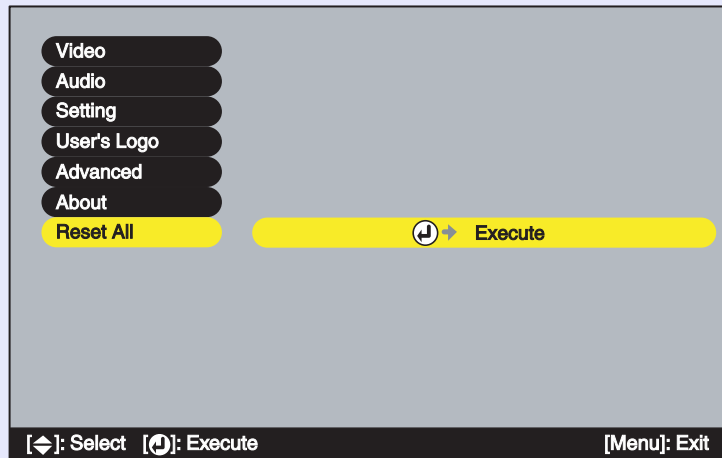 Video
Audio
Setting
User's Logo
Advanced
About
Reset All
Execute
[]: Select []: Execute [Menu]: Exit